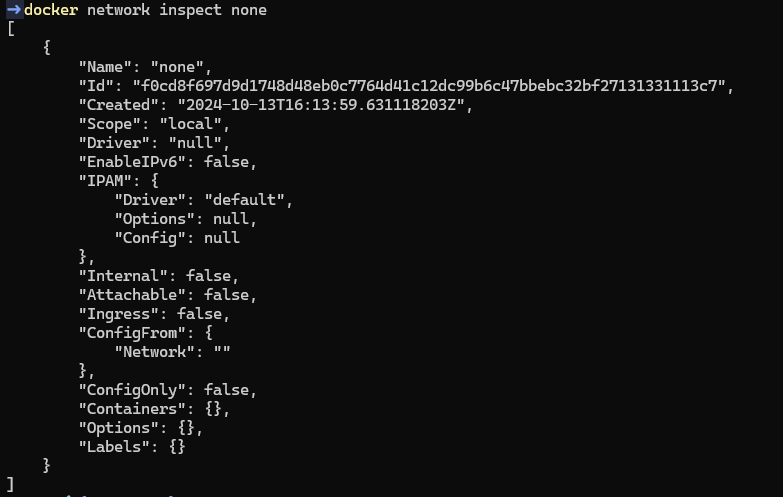 →docker network inspect none
[
    {
        "Name": "none",
        "Id": "f0cd8f697d9d1748d48eb0c7764d41c12dc99b6c47bbebc32bf27131331113c7",
        "Created": "2024-10-13T16:13:59.631118203Z",
        "Scope": "local",
        "Driver": "null",
        "EnableIPv6": false,
        "IPAM": {
            "Driver": "default",
            "Options": null,
            "Config": null
        },
        "Internal": false,
        "Attachable": false,
        "Ingress": false,
        "ConfigFrom": {
            "Network": ""
        },
        "ConfigOnly": false,
        "Containers": {},
        "Options": {},
        "Labels": {}
    }
]